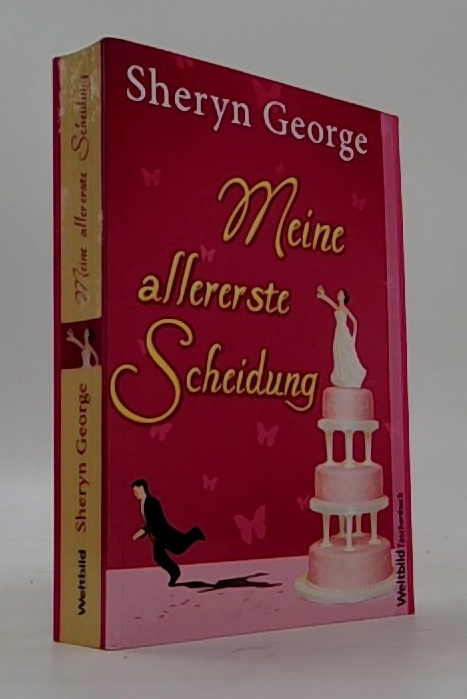 Sheryn George
Meine
allererste
Scheidung
Weltbild Taschenbuch
Meine allererste Scheidung
Sheryn George
Weltbild